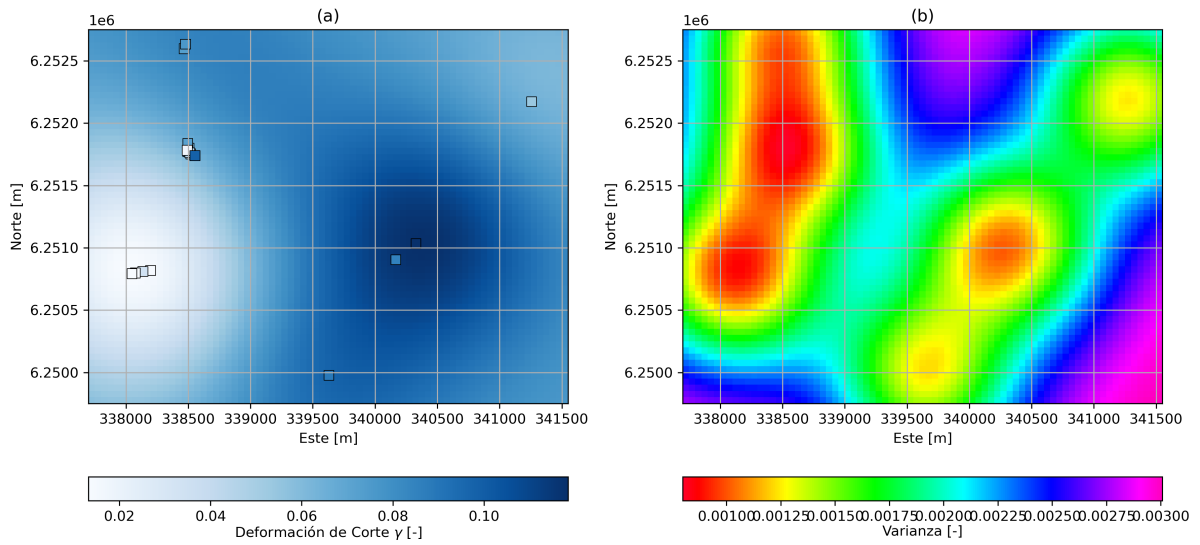 (a)
1e6
6.2525
6.2520
6.2515
6.2510
6.2505
6.2500
Norte [m]
338000 338500 339000 339500 340000 340500 341000 341500
Este [m]
0.02 0.04 0.06 0.08 0.10
Deformación de Corte γ [-]
(b)
1e6
6.2525
6.2520
6.2515
6.2510
6.2505
6.2500
Norte [m]
338000 338500 339000 339500 340000 340500 341000 341500
Este [m]
0.00100 0.00125 0.00150 0.00175 0.00200 0.00225 0.00250 0.00275 0.00300
Varianza [-]